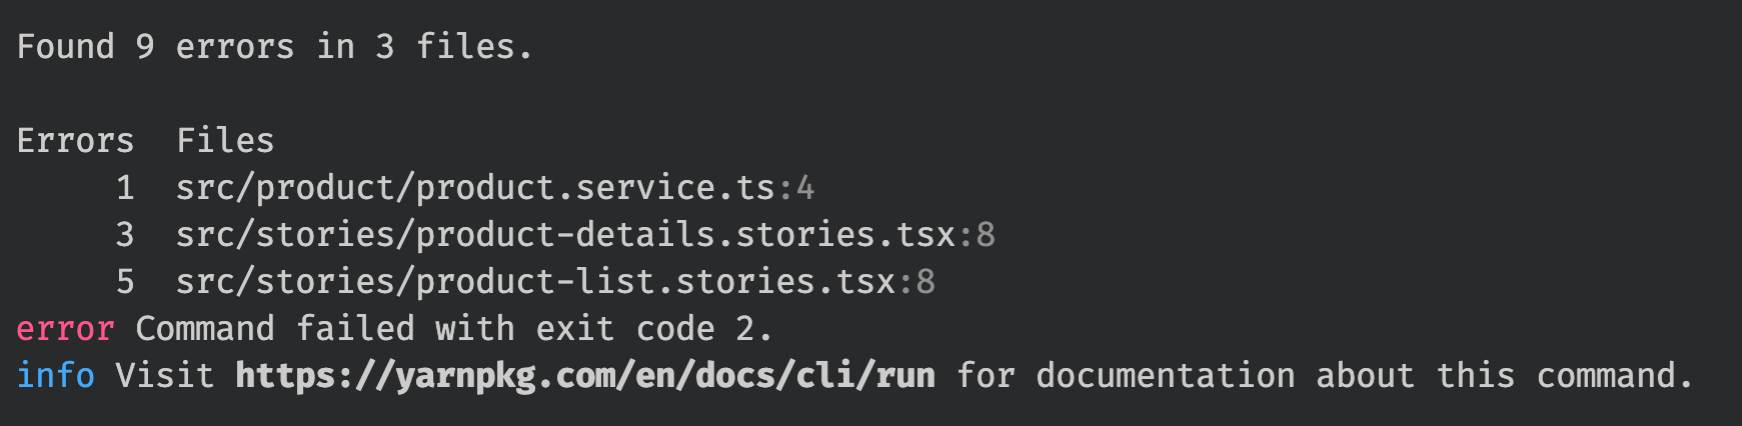 Found 9 errors in 3 files.
Errors  Files
     1  src/product/product.service.ts:4
     3  src/stories/product-details.stories.tsx:8
     5  src/stories/product-list.stories.tsx:8
error Command failed with exit code 2.
info Visit https://yarnpkg.com/en/docs/cli/run for documentation about this command.